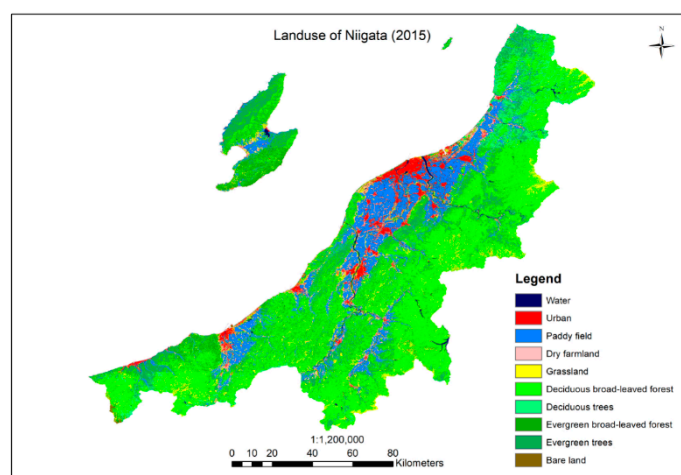 Landuse of Niigata (2015)
N
Legend
Water
Urban
Paddy field
Dry farmland
Grassland
Deciduous broad-leaved forest
Deciduous trees
Evergreen broad-leaved forest
Evergreen trees
Bare land
1:1,200,000
0 10 20 40 60 80
Kilometers